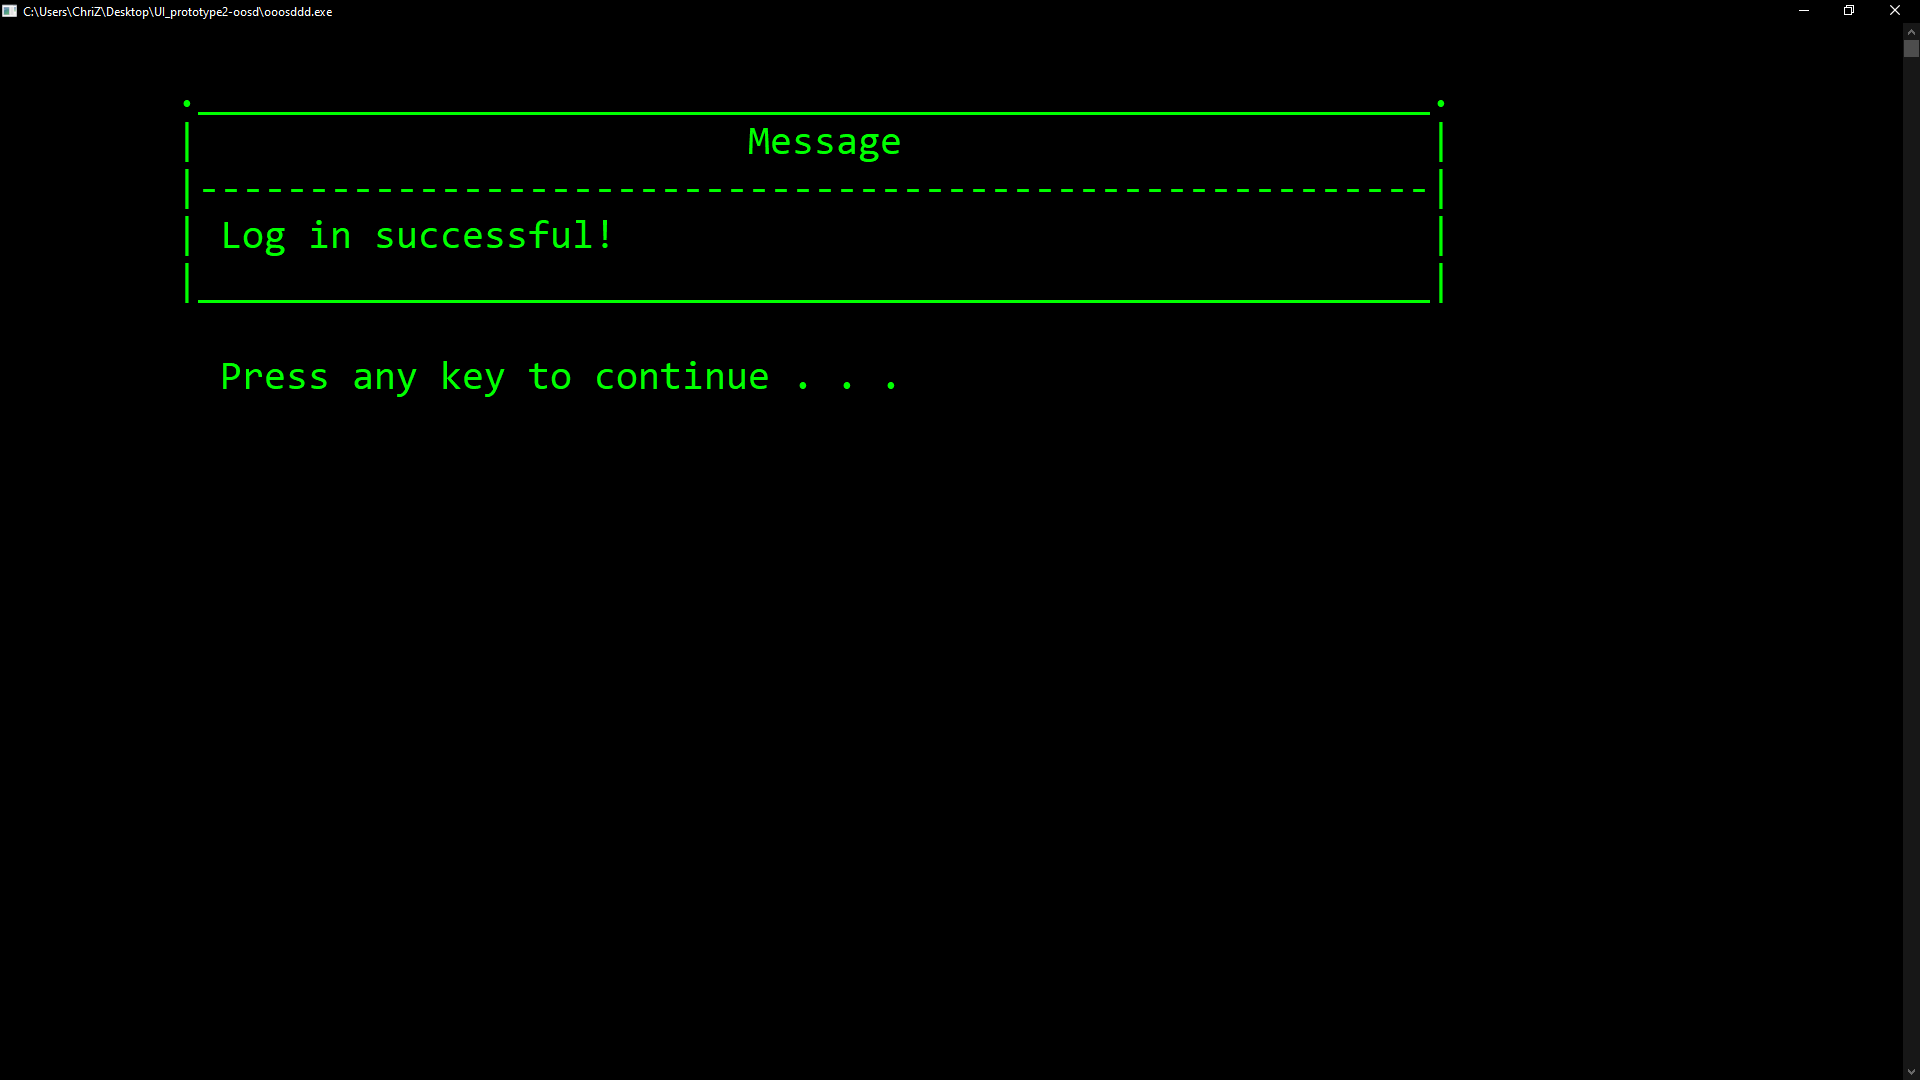 C:\Users\ChriZ\Desktop\UI_prototype2-oosd\ooosddd.exe
Message
Log in successful!
Press any key to continue . . .